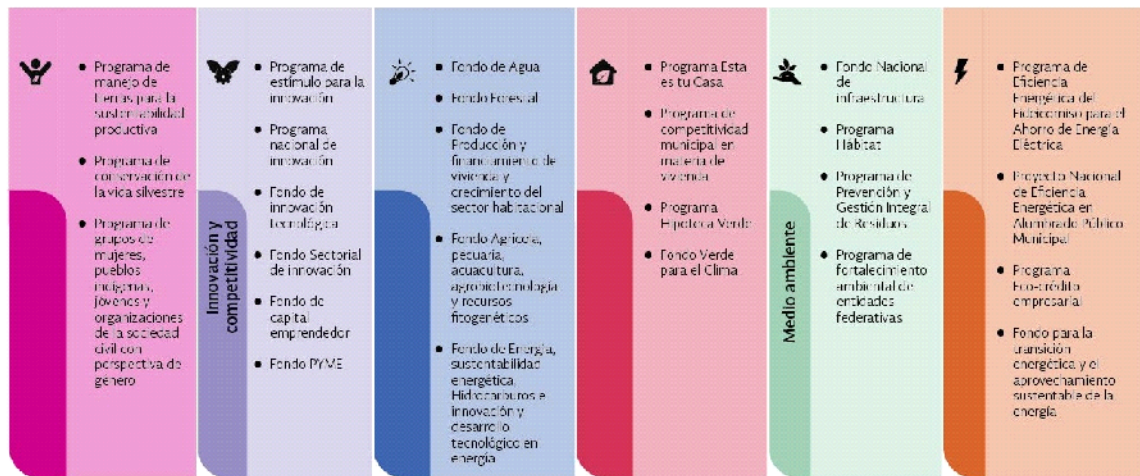 Programa de
manejo de
tierras para la
sustentabilidad
productiva
Programa de
conservación de
la vida silvestre
Programa de
grupos de
mujeres,
pueblos
indígenas,
jóvenes y
organizaciones
de la sociedad
civil con
perspectiva de
género
Innovación y
competitividad
Programa de
estímulo para la
innovación
Programa
nacional de
innovación
Fondo de
innovación
tecnológica
Fondo Sectorial
de innovación
Fondo de
capital
emprendedor
Fondo PYME
Fondo de Agua
Fondo Forestal
Fondo de
Producción y
financiamiento de
vivienda y
crecimiento del
sector habitacional
Fondo Agrícola,
pecuaria,
acuacultura,
agrobiotecnología
y recursos
fitogenéticos
Fondo de Energía,
sustentabilidad
energética,
Hidrocarburos e
innovación y
desarrollo
tecnológico en
energía
Programa Esta
es tu Casa
Programa de
competitividad
municipal en
materia de
vivienda
Programa
Hipoteca Verde
Fondo Verde
para el Clima
Medio ambiente
Fondo Nacional
de
infraestructura
Programa
Hábitat
Programa de
Prevención y
Gestión Integral
de Residuos
Programa de
fortalecimiento
ambiental de
entidades
federativas
Programa de
Eficiencia
Energética del
Fideicomiso para el
Ahorro de Energía
Eléctrica
Proyecto Nacional
de Eficiencia
Energética en
Alumbrado Público
Municipal
Programa
Eco-crédito
empresarial
Fondo para la
transición
energética y el
aprovechamiento
sustentable de la
energía